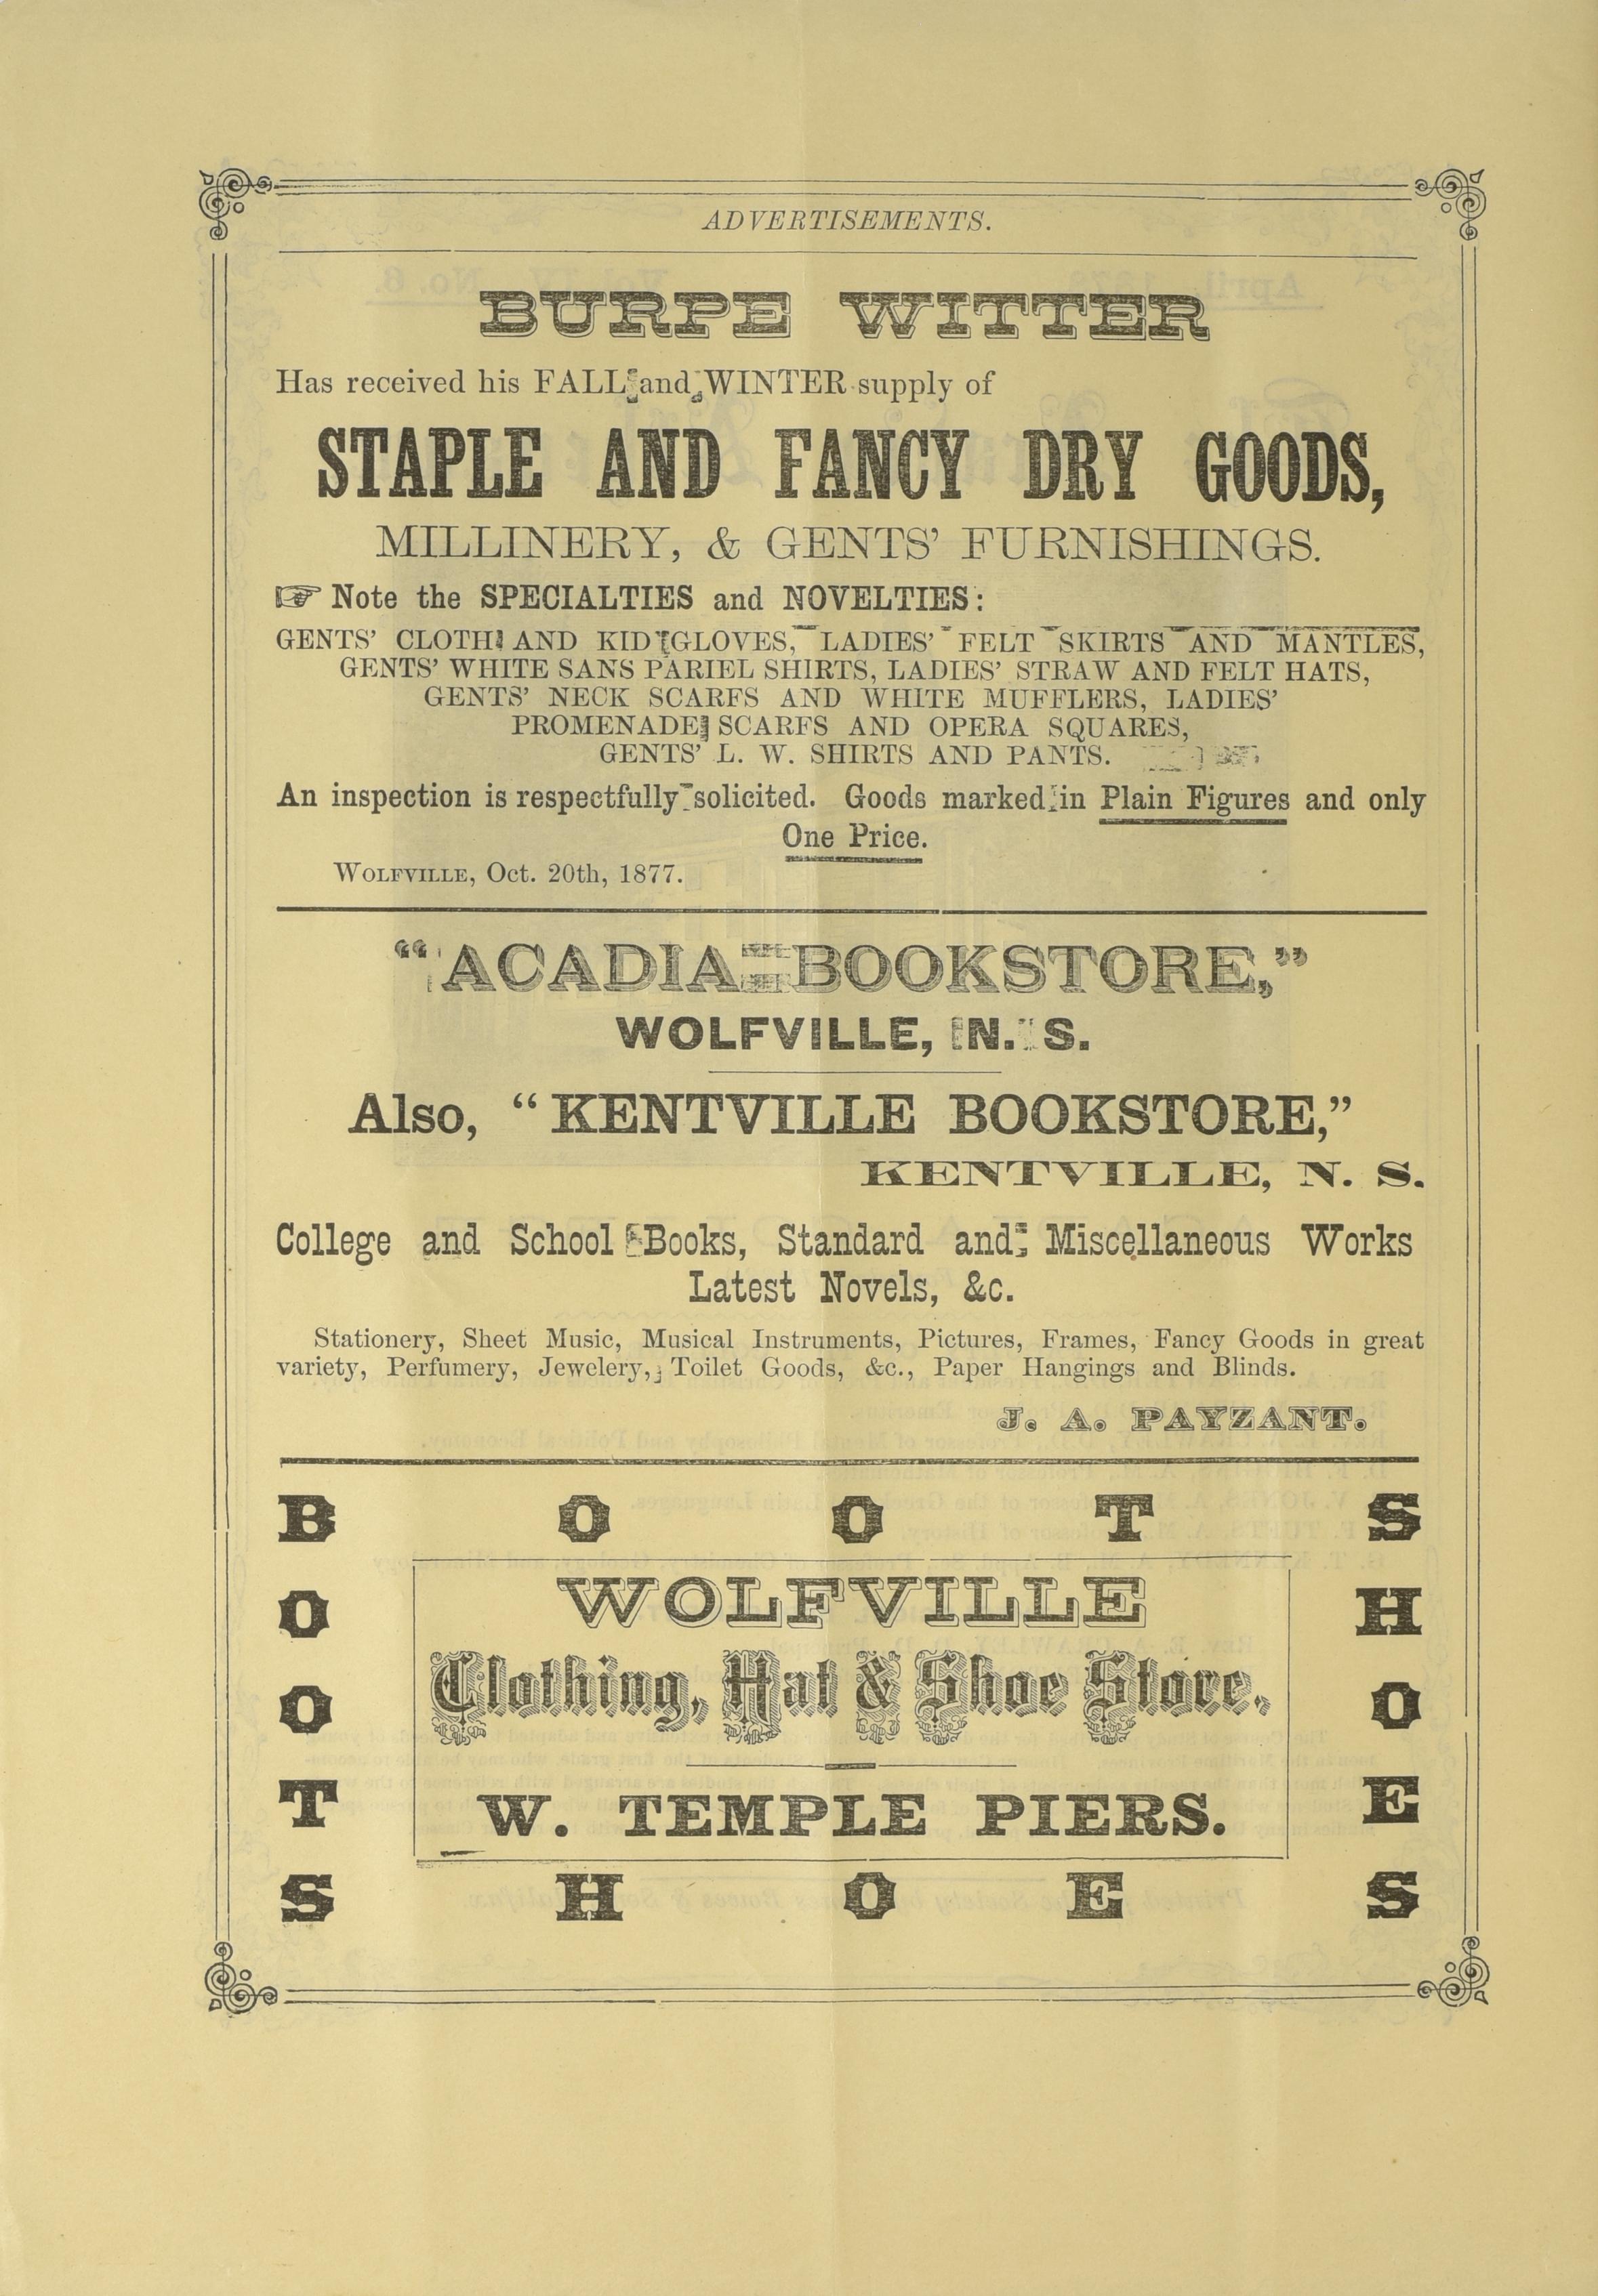 ADVERTISEMENTS.
BURPE WITTER
Has received his FALL and WINTER supply of
STAPLE AND FANCY DRY GOODS,
MILLINERY, & GENTS' FURNISHINGS.
☞ Note the SPECIALTIES and NOVELTIES:
GENTS' CLOTH AND KID GLOVES, LADIES' FELT SKIRTS AND MANTLES,
GENTS' WHITE SANS PARIEL SHIRTS, LADIES' STRAW AND FELT HATS,
GENTS' NECK SCARFS AND WHITE MUFFLERS, LADIES'
PROMENADE SCARFS AND OPERA SQUARES,
GENTS' L. W. SHIRTS AND PANTS.
An inspection is respectfully solicited. Goods marked in Plain Figures and only
One Price.
WOLFVILLE, Oct. 20th, 1877.
"ACADIA BOOKSTORE,"
WOLFVILLE, N. S.
Also, "KENTVILLE BOOKSTORE,"
KENTVILLE, N. S.
College and School Books, Standard and Miscellaneous Works
Latest Novels, &c.
Stationery, Sheet Music, Musical Instruments, Pictures, Frames, Fancy Goods in great
variety, Perfumery, Jewelery, Toilet Goods, &c., Paper Hangings and Blinds.
J. A. PAYZANT.
B O O T S
O H
WOLFVILLE
Clothing, Hat & Shoe Store.
O O
T E
W. TEMPLE PIERS.
S H O E S